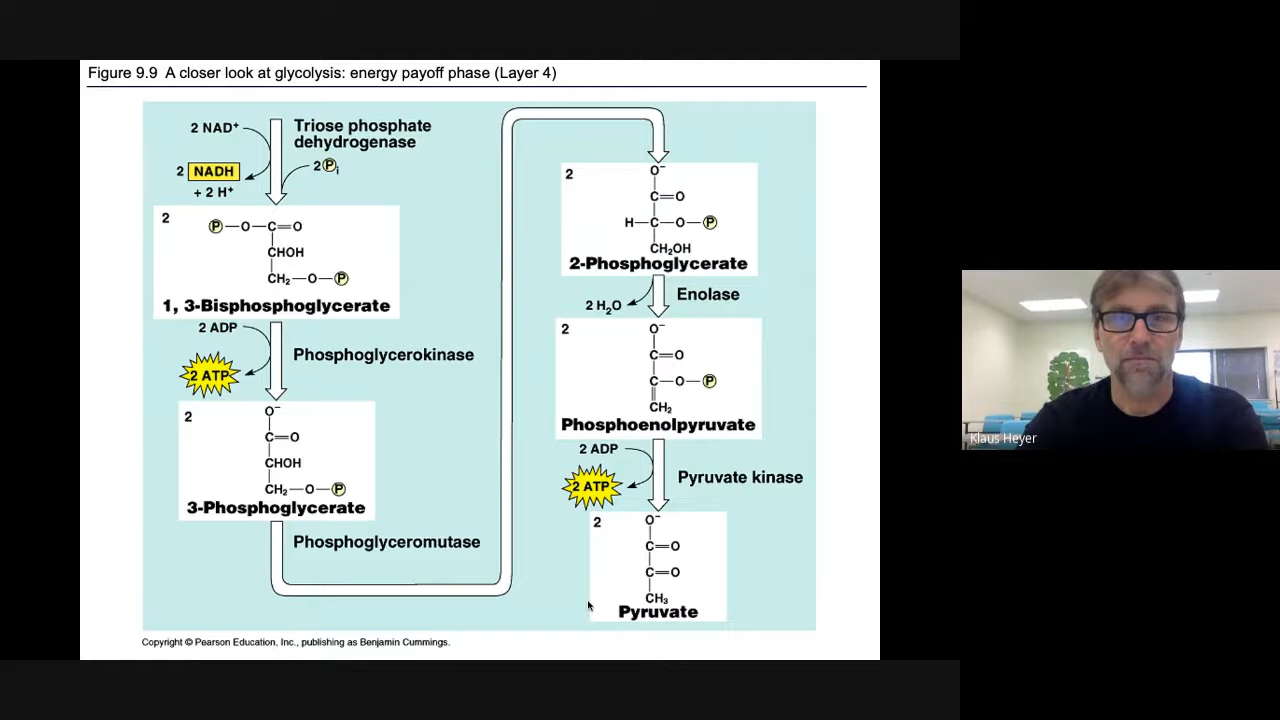 Figure 9.9 A closer look at glycolysis: energy payoff phase (Layer 4)
2 NAD⁺
Triose phosphate
dehydrogenase
2 NADH
+ 2 H⁺
2 Pᵢ
2
P—O—C=O
CHOH
CH₂—O—P
1, 3-Bisphosphoglycerate
2 ADP
Phosphoglycerokinase
2 ATP
2
O⁻
C=O
CHOH
CH₂—O—P
3-Phosphoglycerate
Phosphoglyceromutase
2
O⁻
C=O
H—C—O—P
CH₂OH
2-Phosphoglycerate
2 H₂O
Enolase
2
O⁻
C=O
C—O—P
CH₂
Phosphoenolpyruvate
2 ADP
Pyruvate kinase
2 ATP
2
O⁻
C=O
C=O
CH₃
Pyruvate
Copyright © Pearson Education, Inc., publishing as Benjamin Cummings.
Klaus Heyer